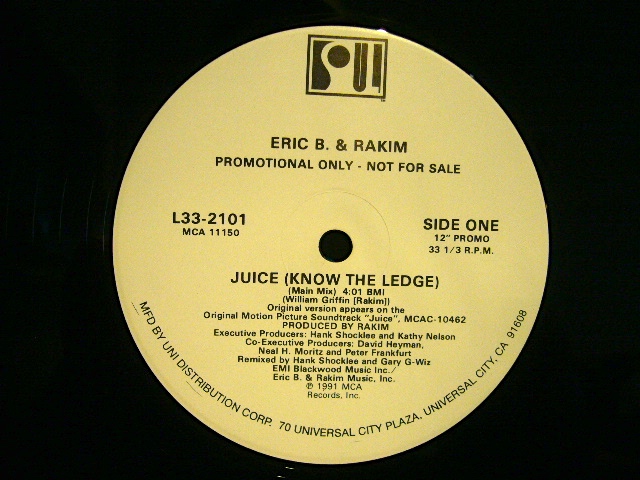 SOUL
ERIC B. & RAKIM
PROMOTIONAL ONLY - NOT FOR SALE
L33-2101
MCA 11150
SIDE ONE
12" PROMO
33 1/3 R.P.M.
JUICE (KNOW THE LEDGE)
(Main Mix) 4:01 BMI
(William Griffin [Rakim])
Original version appears on the
Original Motion Picture Soundtrack "Juice", MCAC-10462
PRODUCED BY RAKIM
Executive Producers: Hank Shocklee and Kathy Nelson
Co-Executive Producers: David Heyman,
Neal H. Moritz and Peter Frankfurt
Remixed by Hank Shocklee and Gary G-Wiz
EMI Blackwood Music Inc./
Eric B. & Rakim Music, Inc.
℗ 1991 MCA
Records, Inc.
MFD BY UNI DISTRIBUTION CORP. 70 UNIVERSAL CITY PLAZA, UNIVERSAL CITY, CA 91608